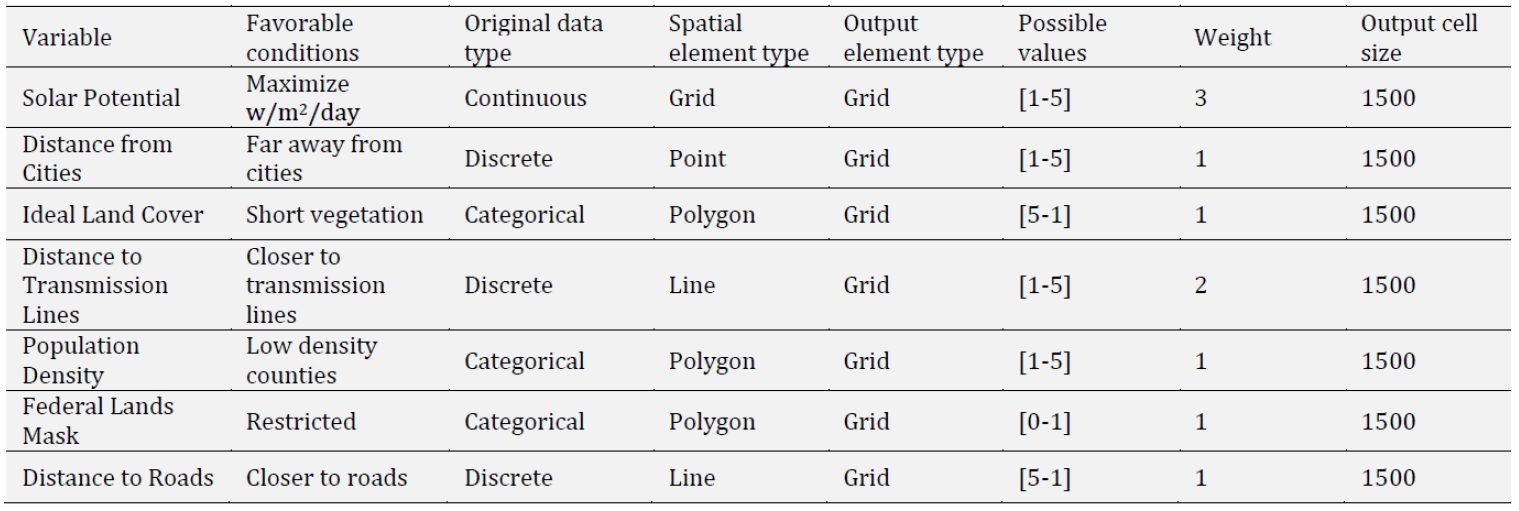 Variable Favorable conditions Original data type Spatial element type Output element type Possible values Weight Output cell size
Solar Potential Maximize w/m²/day Continuous Grid Grid [1-5] 3 1500
Distance from Cities Far away from cities Discrete Point Grid [1-5] 1 1500
Ideal Land Cover Short vegetation Categorical Polygon Grid [5-1] 1 1500
Distance to Transmission Lines Closer to transmission lines Discrete Line Grid [1-5] 2 1500
Population Density Low density counties Categorical Polygon Grid [1-5] 1 1500
Federal Lands Mask Restricted Categorical Polygon Grid [0-1] 1 1500
Distance to Roads Closer to roads Discrete Line Grid [5-1] 1 1500